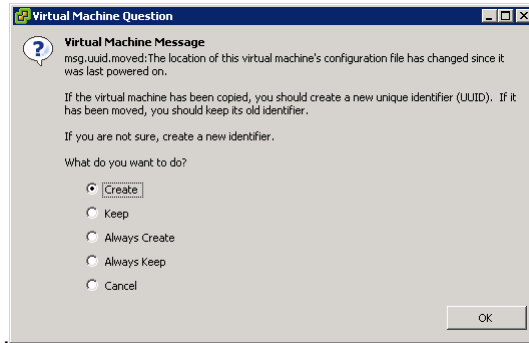 Virtual Machine Question
Virtual Machine Message
msg.uuid.moved:The location of this virtual machine's configuration file has changed since it
was last powered on.
If the virtual machine has been copied, you should create a new unique identifier (UUID).  If it
has been moved, you should keep its old identifier.
If you are not sure, create a new identifier.
What do you want to do?
Create
Keep
Always Create
Always Keep
Cancel
OK